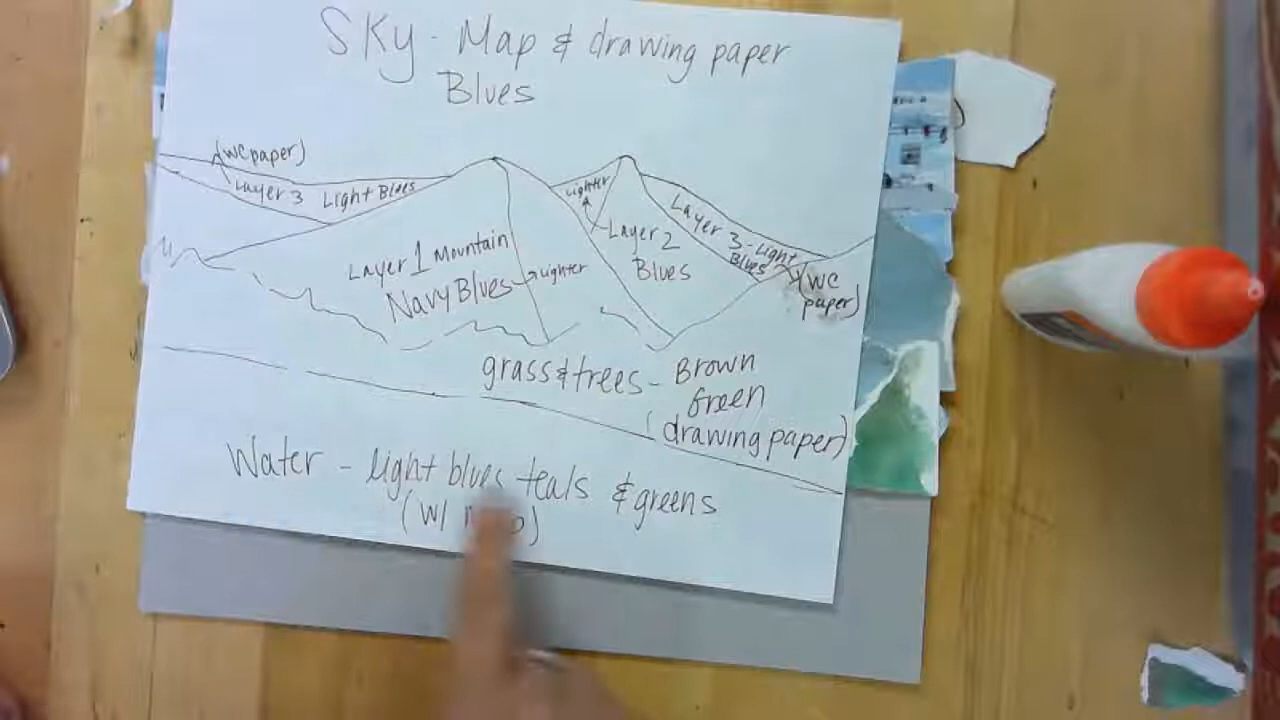 Sky - Map & drawing paper
Blues
(WC paper)
Layer 3 Light Blues
Lighter
Layer 3 - Light
Blues
(WC
paper)
Layer 2
Blues
Layer 1 Mountain
Navy Blues
Lighter
grass & trees - Brown
Green
(drawing paper)
Water - light blues teals & greens
(w/